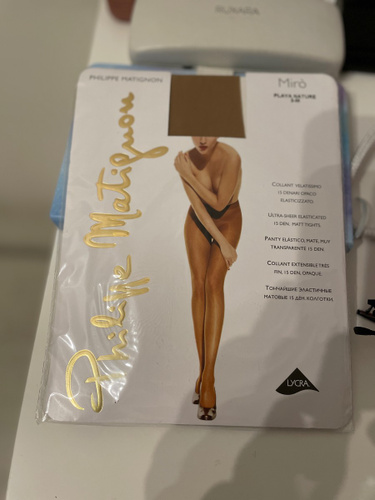 PHILIPPE MATIGNON
Mirò
PLAYA NATURE
Philippe Matignon
COLLANT VELATISSIMO
15 DENARI OPACO
ELASTICIZZATO
ULTRA-SHEER ELASTICATED
15 DEN. MATT TIGHTS.
PANTY ELÁSTICO, MATE, MUY
TRANSPARENTE 15 DEN
COLLANT EXTENSIBLE TRÈS
FIN, 15 DEN, OPAQUE.
ТОНЧАЙШИЕ ЭЛАСТИЧНЫЕ
МАТОВЫЕ 15 ДЕН. КОЛГОТКИ
LYCRA